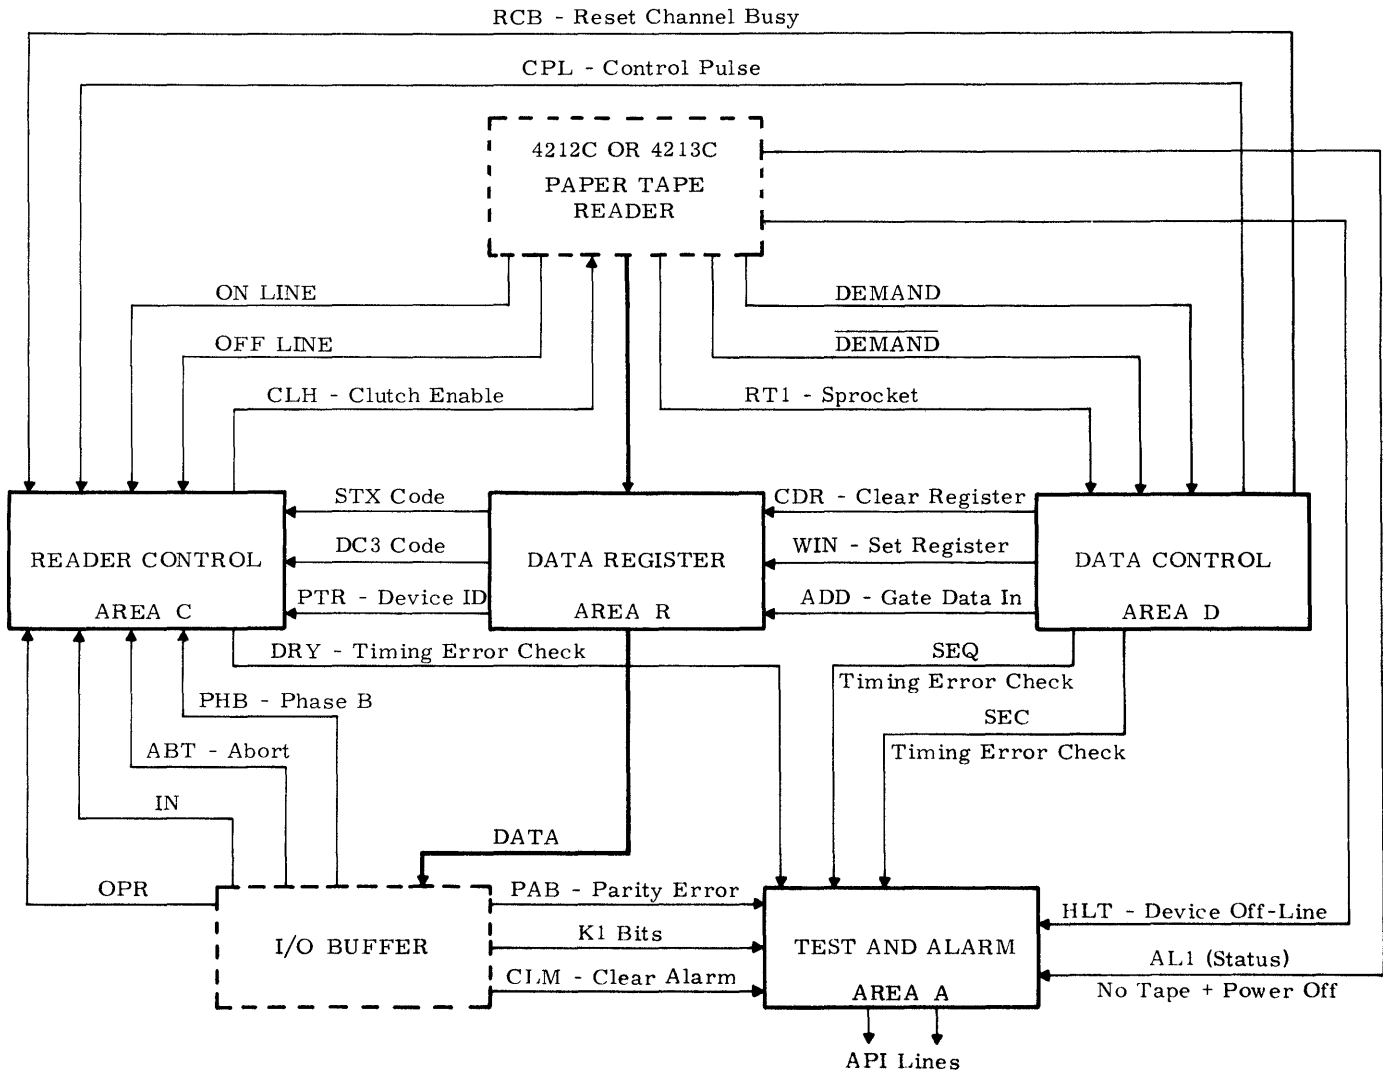 RCB - Reset Channel Busy
CPL - Control Pulse
4212C OR 4213C
PAPER TAPE
READER
ON LINE
DEMAND
OFF LINE
DEMAND
CLH - Clutch Enable
RT1 - Sprocket
STX Code
CDR - Clear Register
READER CONTROL
DC3 Code
DATA REGISTER
WIN - Set Register
DATA CONTROL
AREA C
PTR - Device ID
AREA R
ADD - Gate Data In
AREA D
DRY - Timing Error Check
SEQ
Timing Error Check
PHB - Phase B
SEC
ABT - Abort
Timing Error Check
IN
DATA
OPR
PAB - Parity Error
HLT - Device Off-Line
I/O BUFFER
K1 Bits
TEST AND ALARM
AL1 (Status)
CLM - Clear Alarm
AREA A
No Tape + Power Off
API Lines